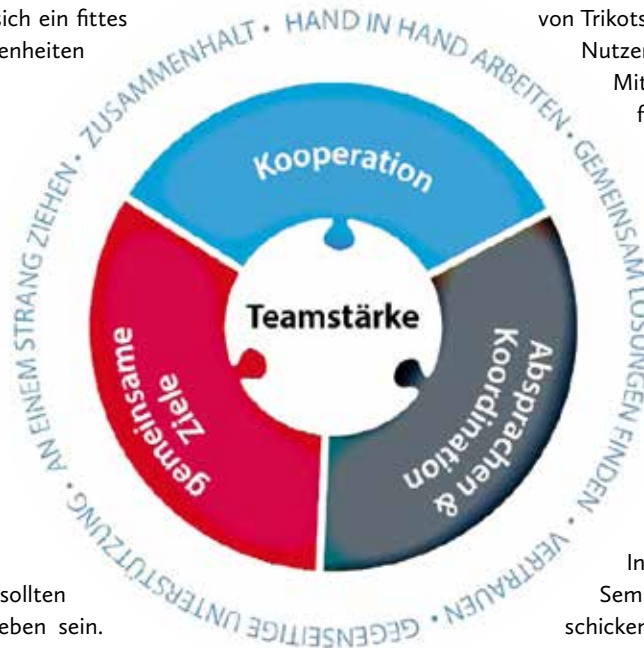 sich ein fittes
enheiten
von Trikots
Nutzer
Mit
f
ZUSAMMENHALT • HAND IN HAND ARBEITEN • GEMEINSAM LÖSUNGEN FINDEN • VERTRAUEN • GEGENSEITIGE UNTERSTÜTZUNG • AN EINEM STRANG ZIEHEN •
Kooperation
Teamstärke
Absprachen &
Koordination
gemeinsame
Ziele
sollten
eben sein.
In
Sem
schicken